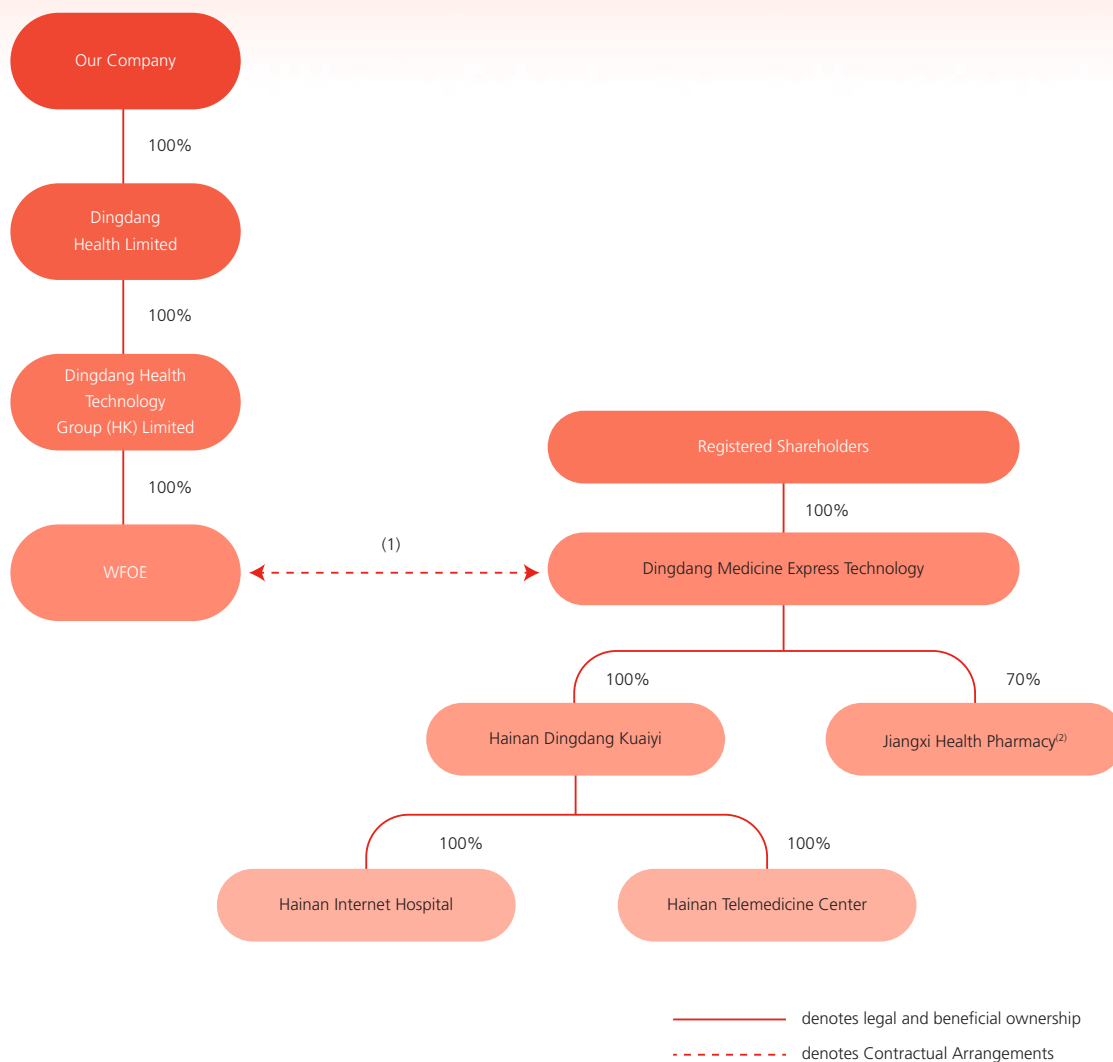 Our Company
100%
Dingdang
Health Limited
100%
Dingdang Health
Technology
Group (HK) Limited
Registered Shareholders
100%
100%
(1)
WFOE
Dingdang Medicine Express Technology
100%
70%
Hainan Dingdang Kuaiyi
Jiangxi Health Pharmacy(2)
100%
100%
Hainan Internet Hospital
Hainan Telemedicine Center
denotes legal and beneficial ownership
denotes Contractual Arrangements